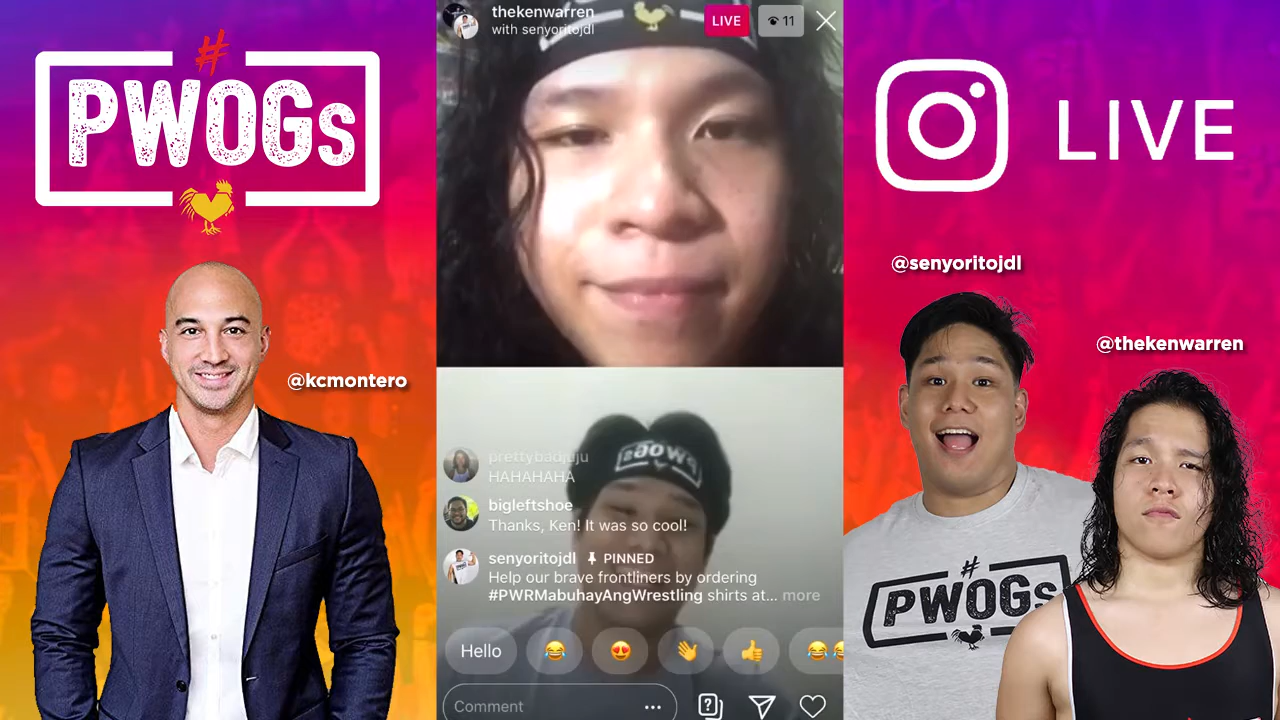 #
PWOGs
@kcmontero
thekenwarren
with senyoritojdl
LIVE
11
PWOGs
prettybadjuju
HAHAHAHA
bigleftshoe
Thanks, Ken! It was so cool!
senyoritojdl PINNED
Help our brave frontliners by ordering
#PWRMabuhayAngWrestling shirts at... more
Hello
Comment
LIVE
@senyoritojdl
@thekenwarren
#
PWOGs